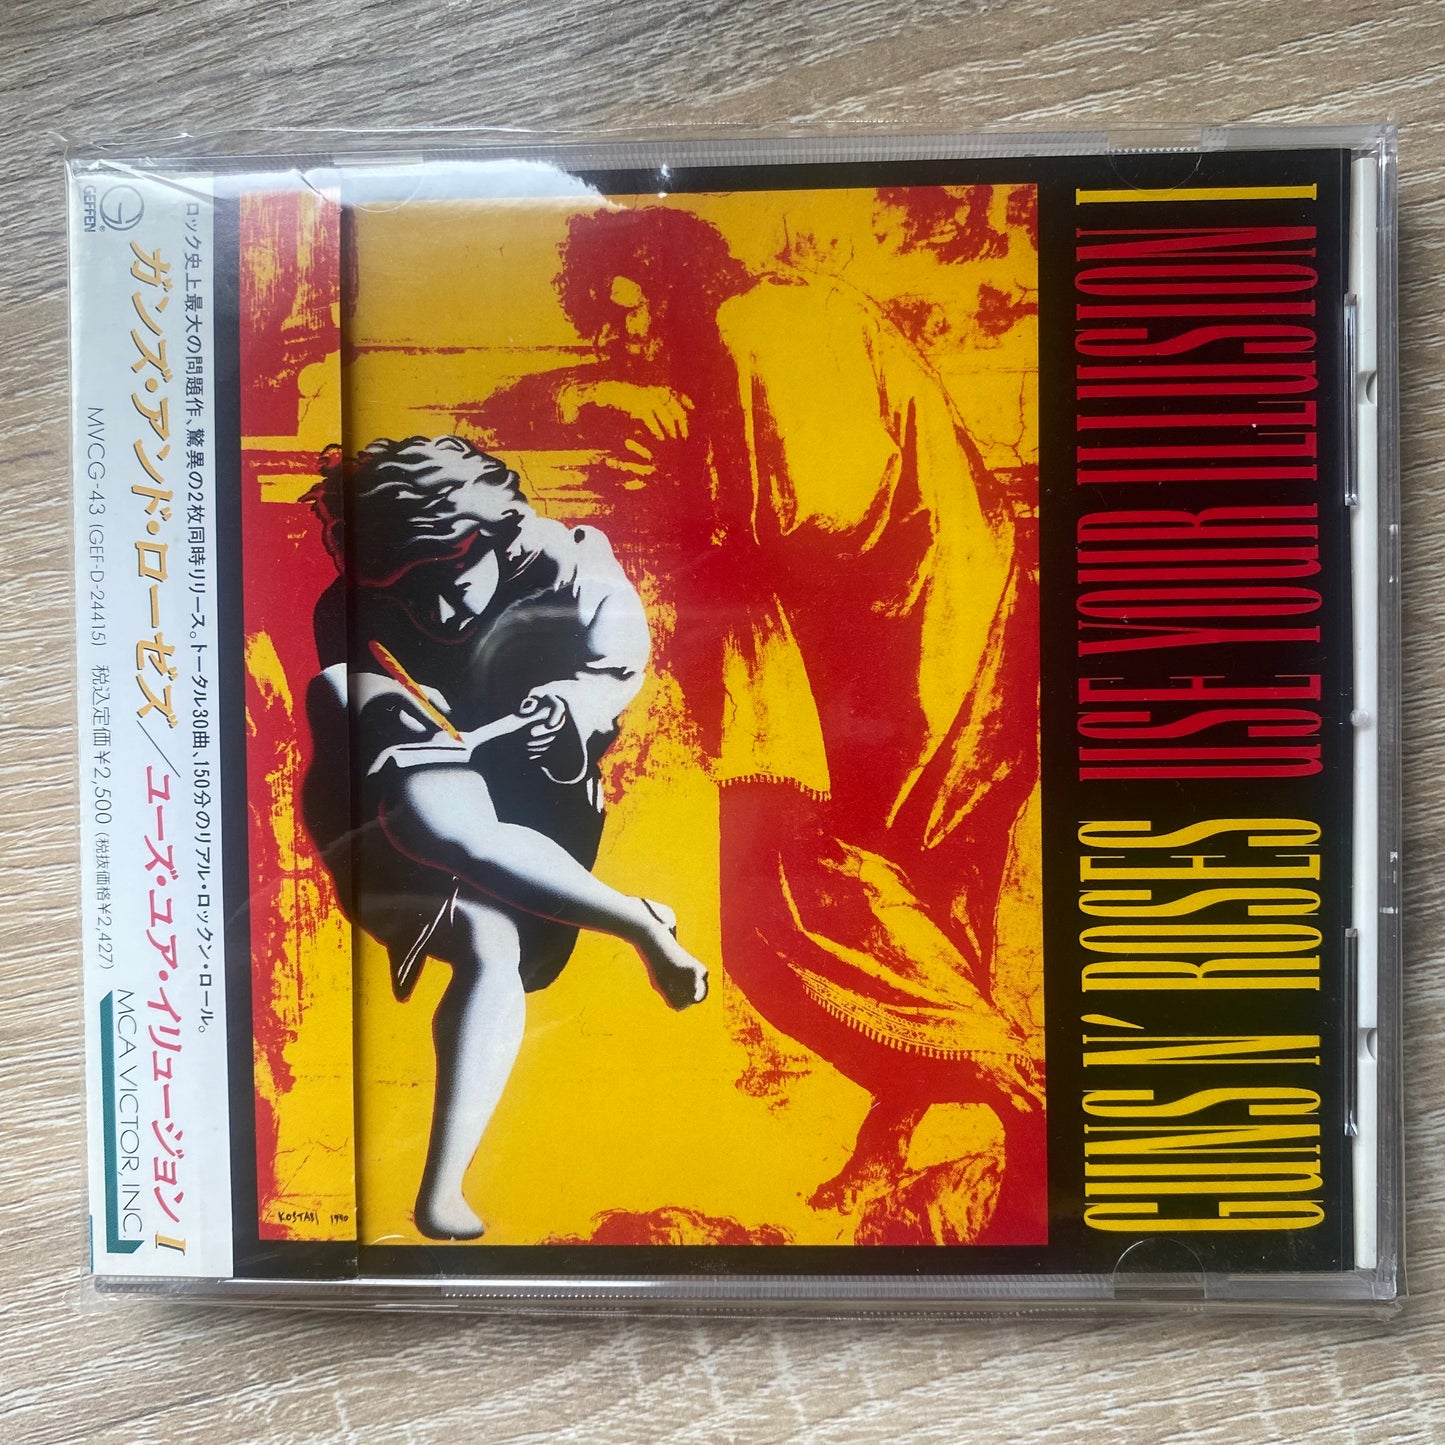 GEFFEN®
ロック史上最大の問題作、驚異の2枚同時リリース。トータル30曲、150分のリアル・ロックン・ロール。
ガンズ・アンド・ローゼズ/ユーズ・ユア・イリュージョン I
MVCG-43 (GEF-D-24415) 税込定価¥2,500 (税抜価格¥2,427)
MCA VICTOR, INC.
KOSTABI 1990
GUNS N' ROSES USE YOUR ILLUSION I